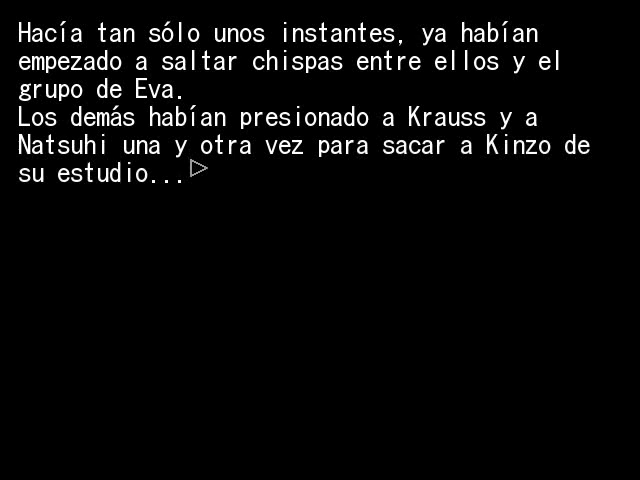 Hacía tan sólo unos instantes, ya habían
empezado a saltar chispas entre ellos y el
grupo de Eva.
Los demás habían presionado a Krauss y a
Natsuhi una y otra vez para sacar a Kinzo de
su estudio...